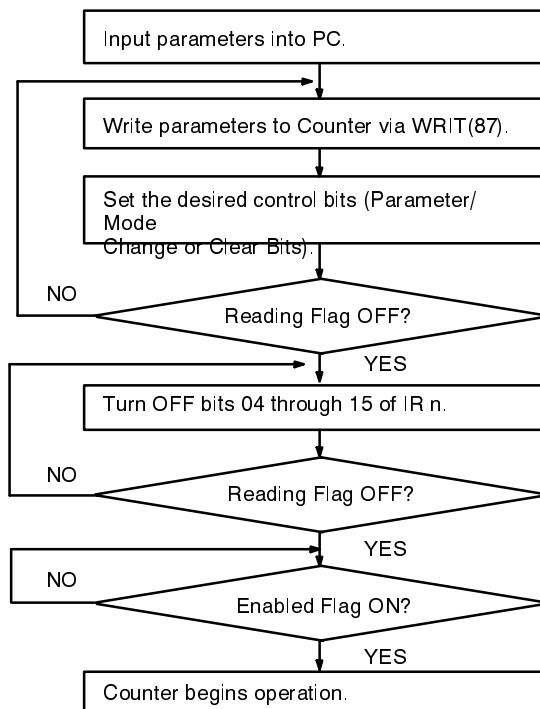 Input parameters into PC.
Write parameters to Counter via WRIT(87).
Set the desired control bits (Parameter/
Mode
Change or Clear Bits).
NO
Reading Flag OFF?
YES
Turn OFF bits 04 through 15 of IR n.
NO
Reading Flag OFF?
YES
NO
Enabled Flag ON?
YES
Counter begins operation.